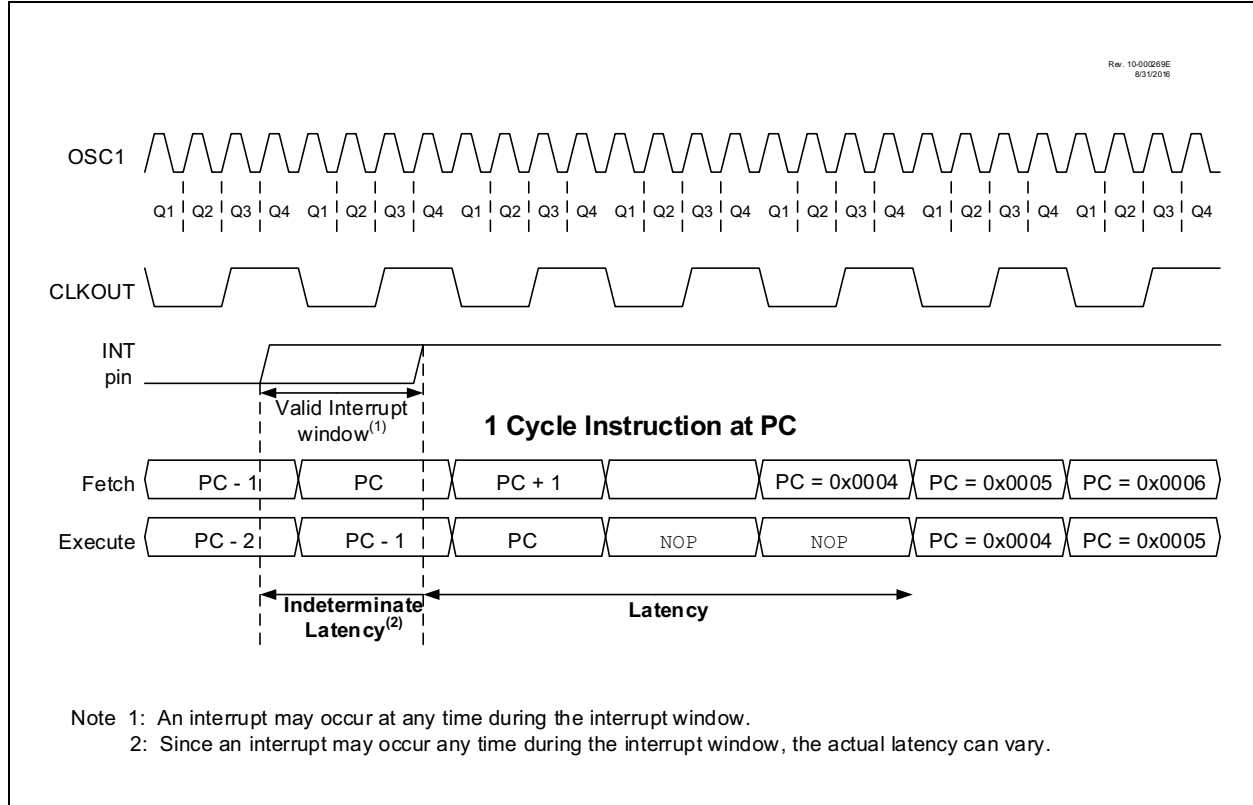 Rev. 10-000269E
8/31/2016
OSC1
Q1 Q2 Q3 Q4 Q1 Q2 Q3 Q4 Q1 Q2 Q3 Q4 Q1 Q2 Q3 Q4 Q1 Q2 Q3 Q4 Q1 Q2 Q3 Q4 Q1 Q2 Q3 Q4
CLKOUT
INT
pin
Valid Interrupt
window(1)
1 Cycle Instruction at PC
Fetch PC - 1 PC PC + 1 PC = 0x0004 PC = 0x0005 PC = 0x0006
Execute PC - 2 PC - 1 PC NOP NOP PC = 0x0004 PC = 0x0005
Indeterminate
Latency(2)
Latency
Note 1: An interrupt may occur at any time during the interrupt window.
2: Since an interrupt may occur any time during the interrupt window, the actual latency can vary.